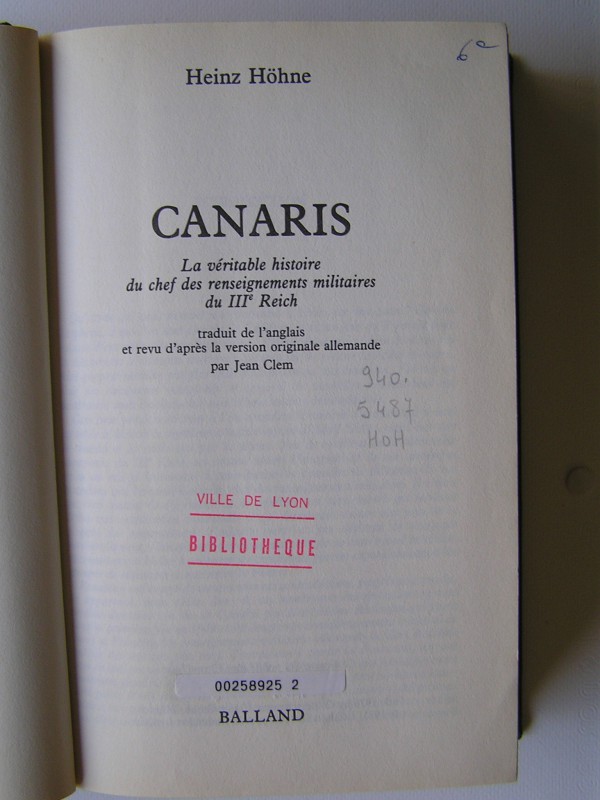 6e
Heinz Höhne
CANARIS
La véritable histoire
du chef des renseignements militaires
du IIIe Reich
traduit de l'anglais
et revu d'après la version originale allemande
par Jean Clem
940.
5487
HOH
VILLE DE LYON
BIBLIOTHEQUE
00258925 2
BALLAND